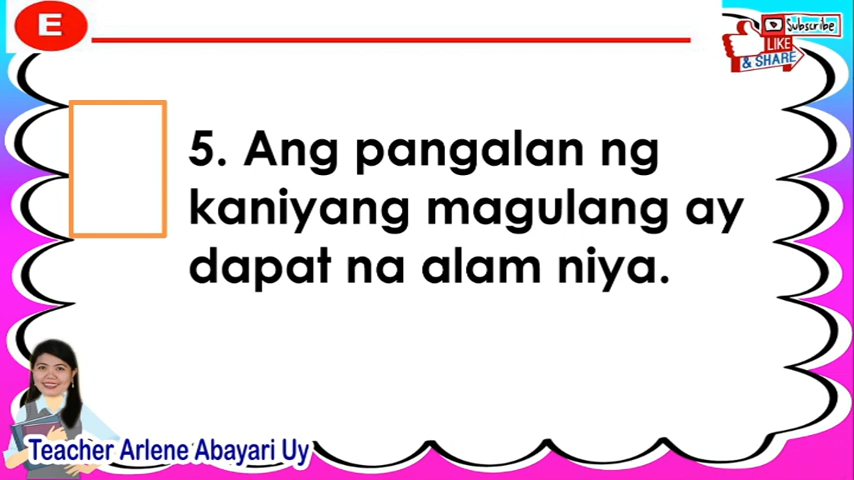 E
Subscribe
LIKE
& SHARE
5. Ang pangalan ng
kaniyang magulang ay
dapat na alam niya.
Teacher Arlene Abayari Uy